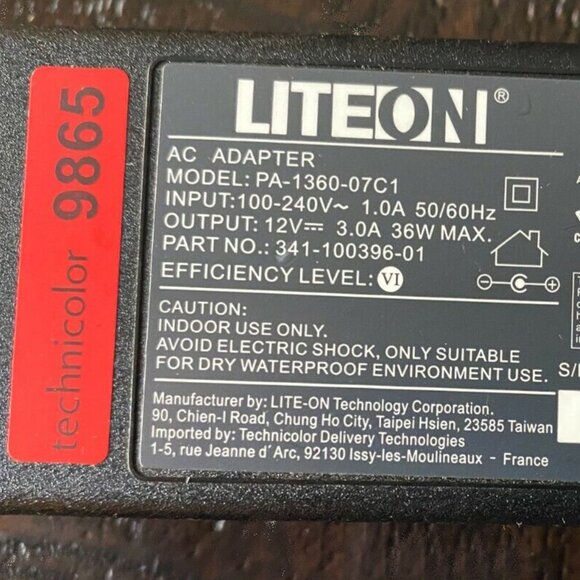 technicolor 9865
LITEON®
AC ADAPTER
MODEL: PA-1360-07C1
INPUT:100-240V~ 1.0A 50/60Hz
OUTPUT: 12V⎓ 3.0A 36W MAX.
PART NO.: 341-100396-01
EFFICIENCY LEVEL: VI
CAUTION:
INDOOR USE ONLY.
AVOID ELECTRIC SHOCK, ONLY SUITABLE
FOR DRY WATERPROOF ENVIRONMENT USE.
Manufacturer by: LITE-ON Technology Corporation.
90, Chien-I Road, Chung Ho City, Taipei Hsien, 23585 Taiwan
Imported by: Technicolor Delivery Technologies
1-5, rue Jeanne d´Arc, 92130 Issy-les-Moulineaux - France